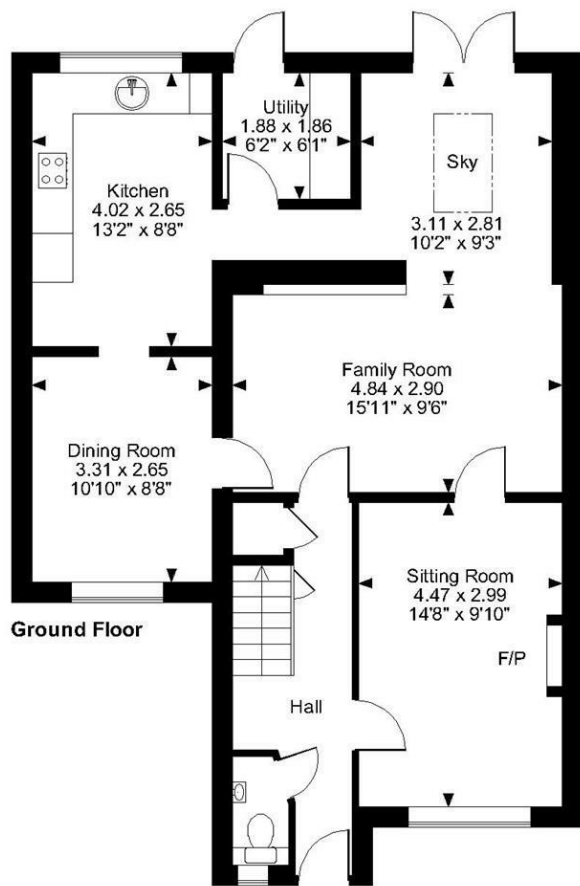 Utility
1.88 x 1.86
6'2" x 6'1"
Sky
Kitchen
4.02 x 2.65
13'2" x 8'8"
3.11 x 2.81
10'2" x 9'3"
Family Room
4.84 x 2.90
15'11" x 9'6"
Dining Room
3.31 x 2.65
10'10" x 8'8"
Sitting Room
4.47 x 2.99
14'8" x 9'10"
Ground Floor
F/P
Hall